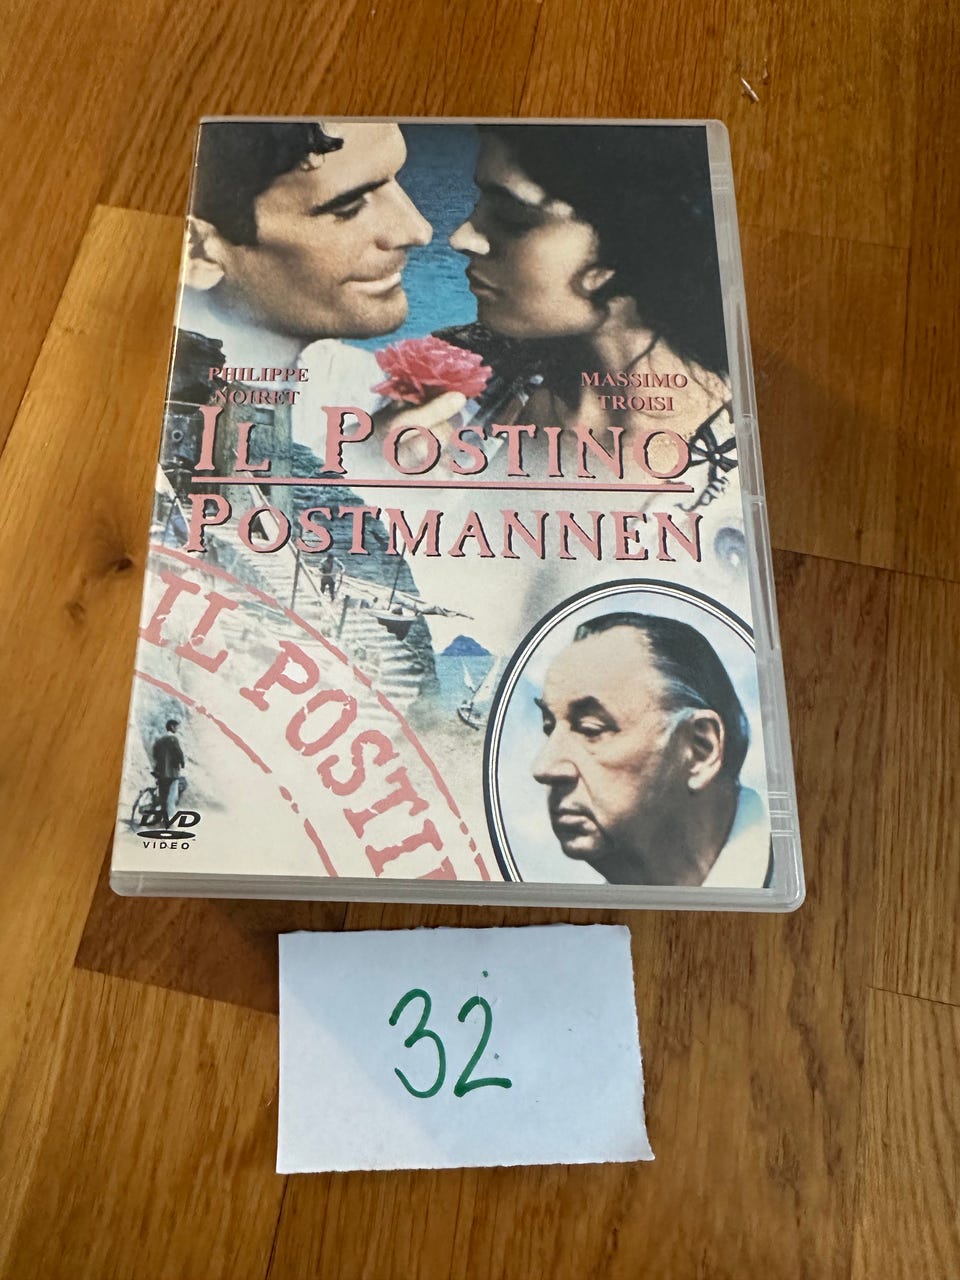 PHILIPPE
NOIRET
MASSIMO
TROISI
IL POSTINO
POSTMANNEN
IL POSTI
DVD
VIDEO
32